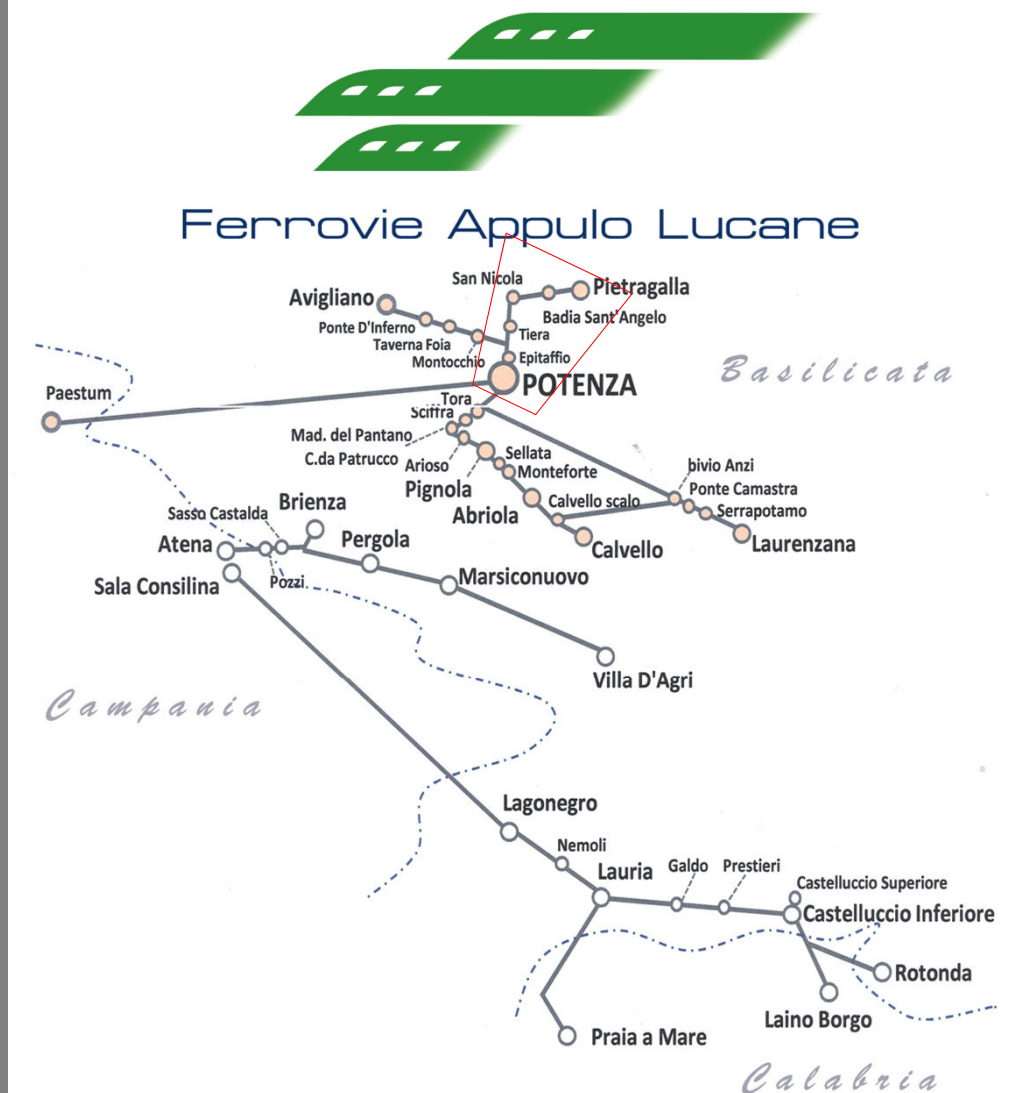 Ferrovie Appulo Lucane
San Nicola
Pietragalla
Avigliano
Badia Sant'Angelo
Ponte D'Inferno
Tiera
Taverna Foia
Montocchio
Epitaffio
Basilicata
POTENZA
Paestum
Tora
Sciffra
Mad. del Pantano
C.da Patrucco
Arioso
Sellata
Monteforte
bivio Anzi
Pignola
Ponte Camastra
Calvello scalo
Serrapotamo
Abriola
Brienza
Sasso Castalda
Atena
Pergola
Calvello
Laurenzana
Sala Consilina
Pozzi
Marsiconuovo
Villa D'Agri
Campania
Lagonegro
Nemoli
Lauria
Galdo
Prestieri
Castelluccio Superiore
Castelluccio Inferiore
Rotonda
Laino Borgo
Praia a Mare
Calabria